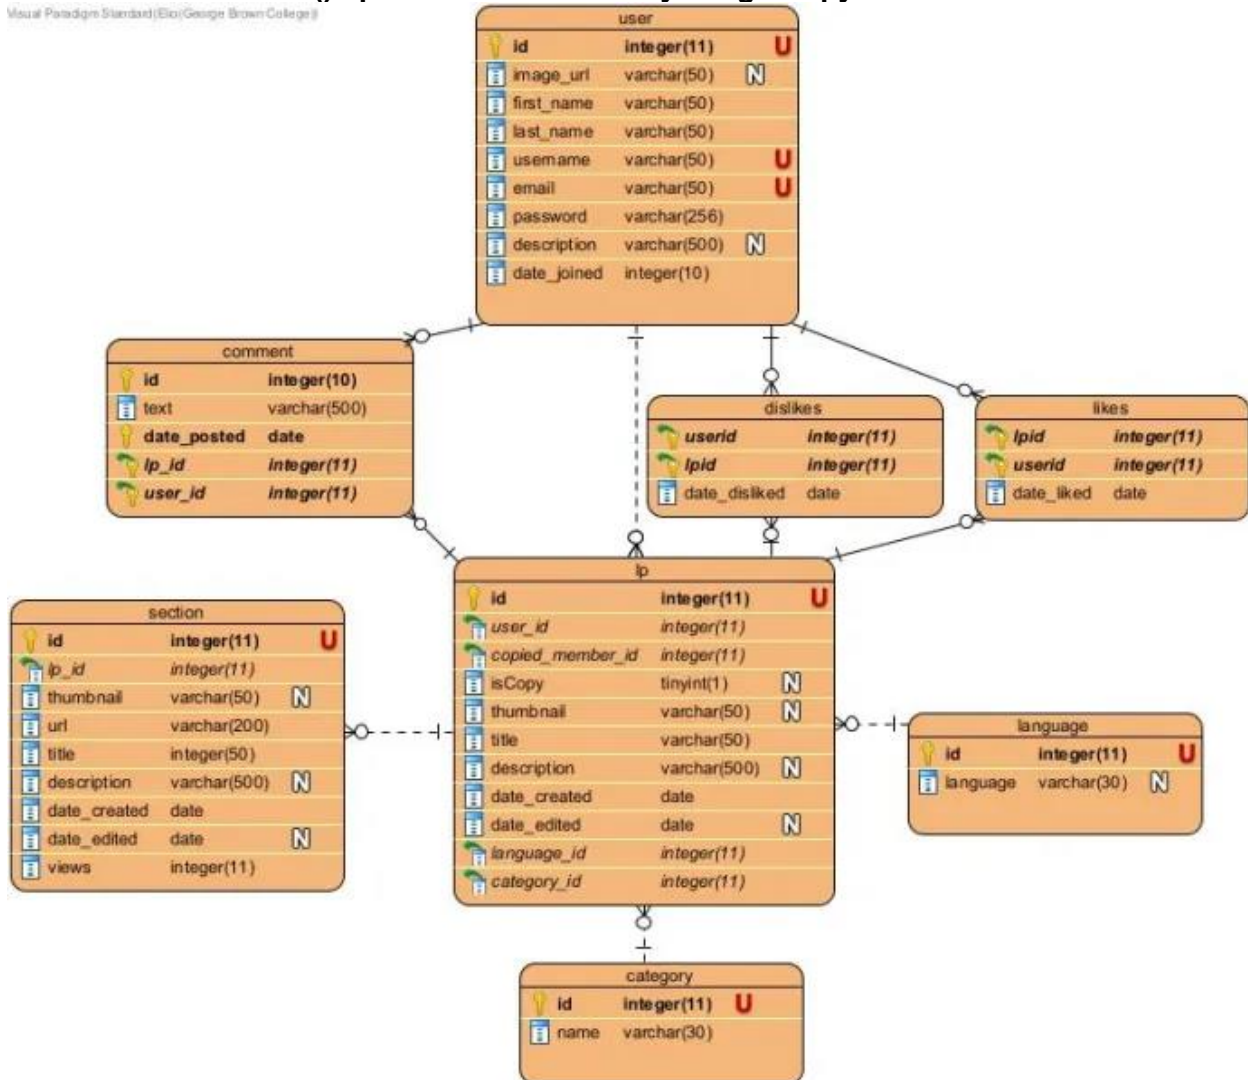 Visual Paradigm Standard(Elio(George Brown College))
user
id integer(11) U
image_url varchar(50) N
first_name varchar(50)
last_name varchar(50)
username varchar(50) U
email varchar(50) U
password varchar(256)
description varchar(500) N
date_joined integer(10)
comment
id integer(10)
text varchar(500)
date_posted date
lp_id integer(11)
user_id integer(11)
dislikes
userid integer(11)
lpid integer(11)
date_disliked date
likes
lpid integer(11)
userid integer(11)
date_liked date
section
id integer(11) U
lp_id integer(11)
thumbnail varchar(50) N
url varchar(200)
title integer(50)
description varchar(500) N
date_created date
date_edited date N
views integer(11)
lp
id integer(11) U
user_id integer(11)
copied_member_id integer(11)
isCopy tinyint(1) N
thumbnail varchar(50) N
title varchar(50)
description varchar(500) N
date_created date
date_edited date N
language_id integer(11)
category_id integer(11)
language
id integer(11) U
language varchar(30) N
category
id integer(11) U
name varchar(30)